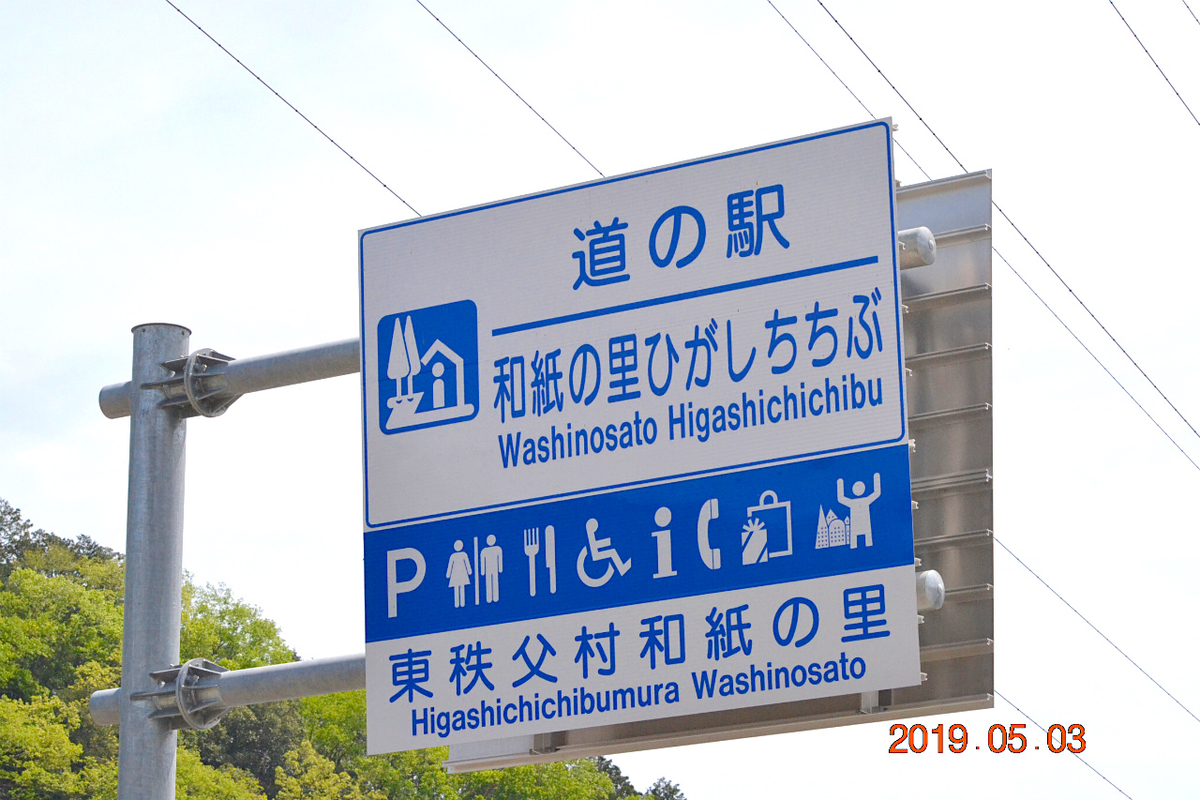 道の駅
和紙の里ひがしちちぶ
Washinosato Higashichichibu
P
東秩父村和紙の里
Higashichichibumura Washinosato
2019.05.03